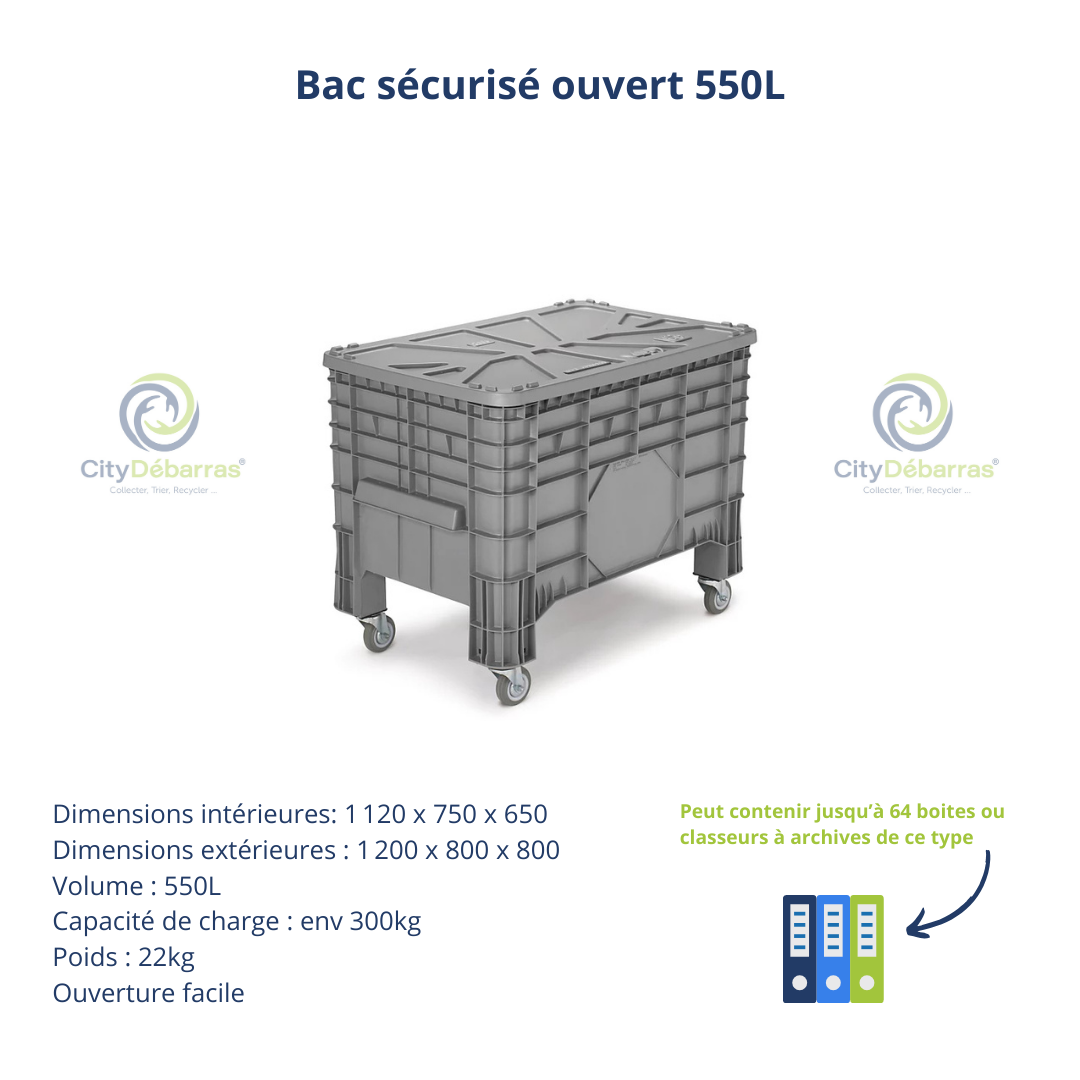 Bac sécurisé ouvert 550L
CityDébarras®
Collecter, Trier, Recycler ...
CityDébarras®
Collecter, Trier, Recycler ...
Dimensions intérieures: 1 120 x 750 x 650
Dimensions extérieures : 1 200 x 800 x 800
Volume : 550L
Capacité de charge : env 300kg
Poids : 22kg
Ouverture facile
Peut contenir jusqu’à 64 boites ou
classeurs à archives de ce type